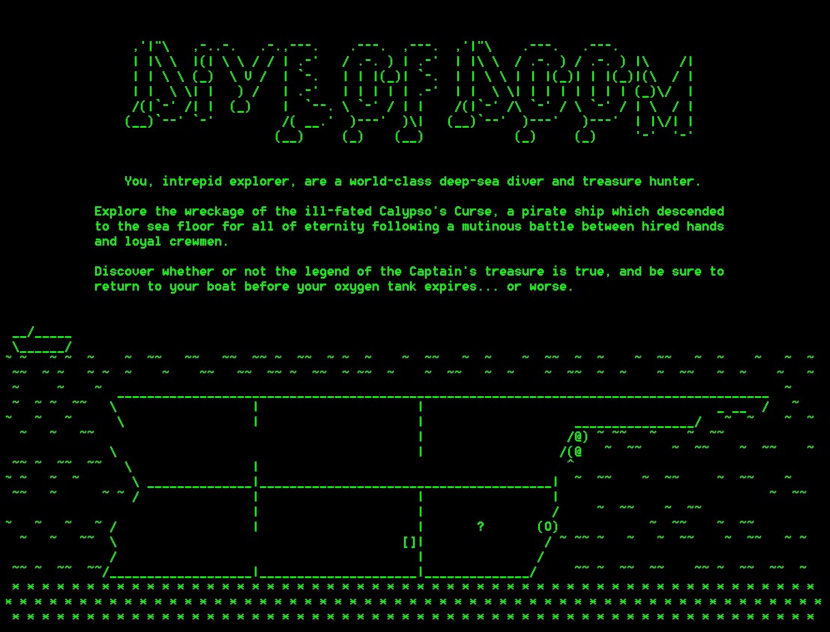 DIVE OF DOOM
You, intrepid explorer, are a world-class deep-sea diver and treasure hunter.
Explore the wreckage of the ill-fated Calypso's Curse, a pirate ship which descended
to the sea floor for all of eternity following a mutinous battle between hired hands
and loyal crewmen.
Discover whether or not the legend of the Captain's treasure is true, and be sure to
return to your boat before your oxygen tank expires... or worse.